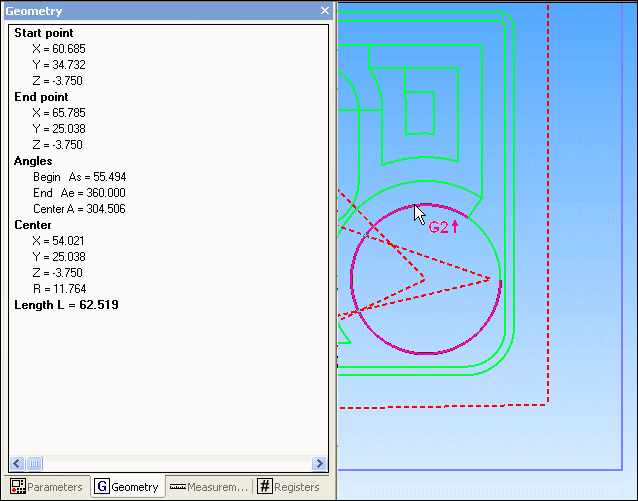 Geometry
Start point
X = 60.685
Y = 34.732
Z = -3.750
End point
X = 65.785
Y = 25.038
Z = -3.750
Angles
Begin As = 55.494
End Ae = 360.000
Center A = 304.506
Center
X = 54.021
Y = 25.038
Z = -3.750
R = 11.764
Length L = 62.519
G2↑
Parameters G Geometry Measurem... # Registers